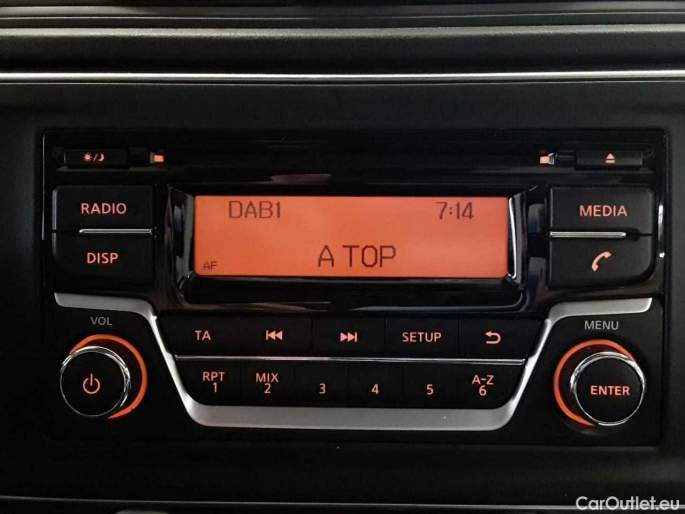 RADIO
DISP
DAB1 7:14
AF A TOP
MEDIA
VOL
MENU
TA SETUP
RPT MIX A-Z
1 2 3 4 5 6
ENTER
CarOutlet.eu